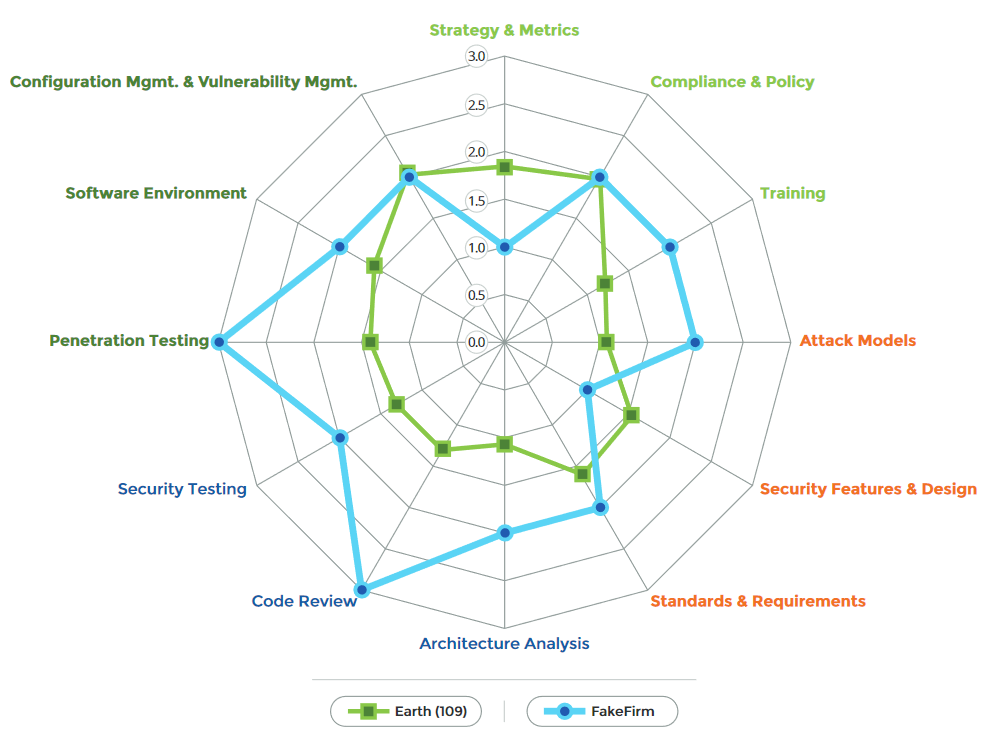 Strategy & Metrics
3.0
Configuration Mgmt. & Vulnerability Mgmt.
Compliance & Policy
2.5
2.0
Software Environment
Training
1.5
1.0
0.5
Penetration Testing
0.0
Attack Models
Security Testing
Security Features & Design
Code Review
Standards & Requirements
Architecture Analysis
Earth (109)
FakeFirm